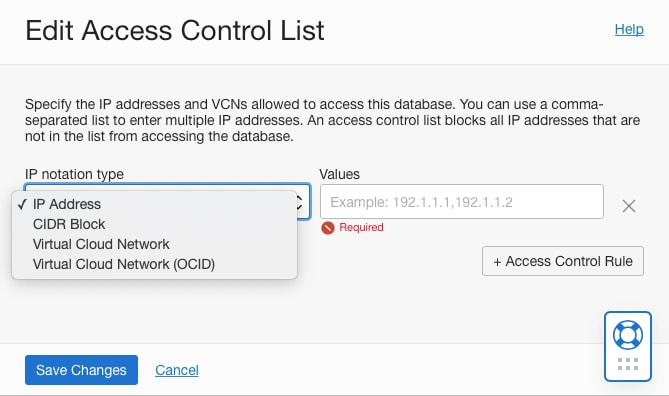 Edit Access Control List
Help
Specify the IP addresses and VCNs allowed to access this database. You can use a comma-
separated list to enter multiple IP addresses. An access control list blocks all IP addresses that are
not in the list from accessing the database.
IP notation type
Values
✓ IP Address
CIDR Block
Virtual Cloud Network
Virtual Cloud Network (OCID)
Example: 192.1.1.1,192.1.1.2
Required
+ Access Control Rule
Save Changes
Cancel